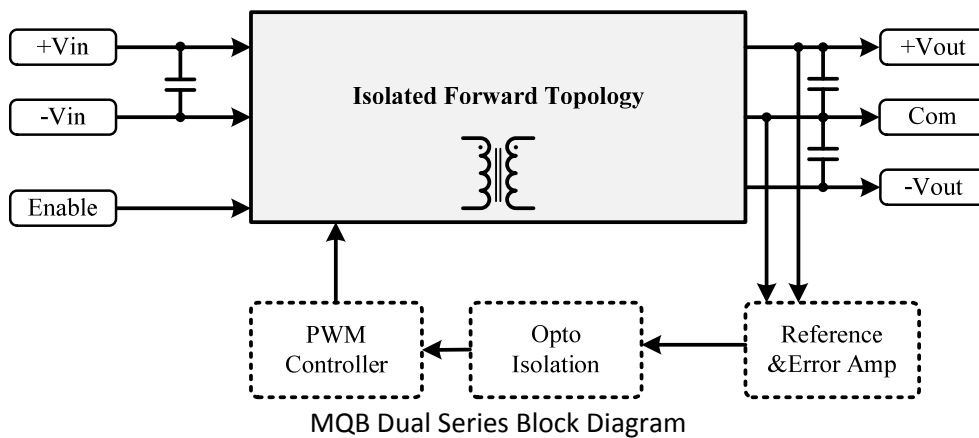 +Vin
-Vin
Enable
Isolated Forward Topology
+Vout
Com
-Vout
PWM
Controller
Opto
Isolation
Reference
&Error Amp
MQB Dual Series Block Diagram